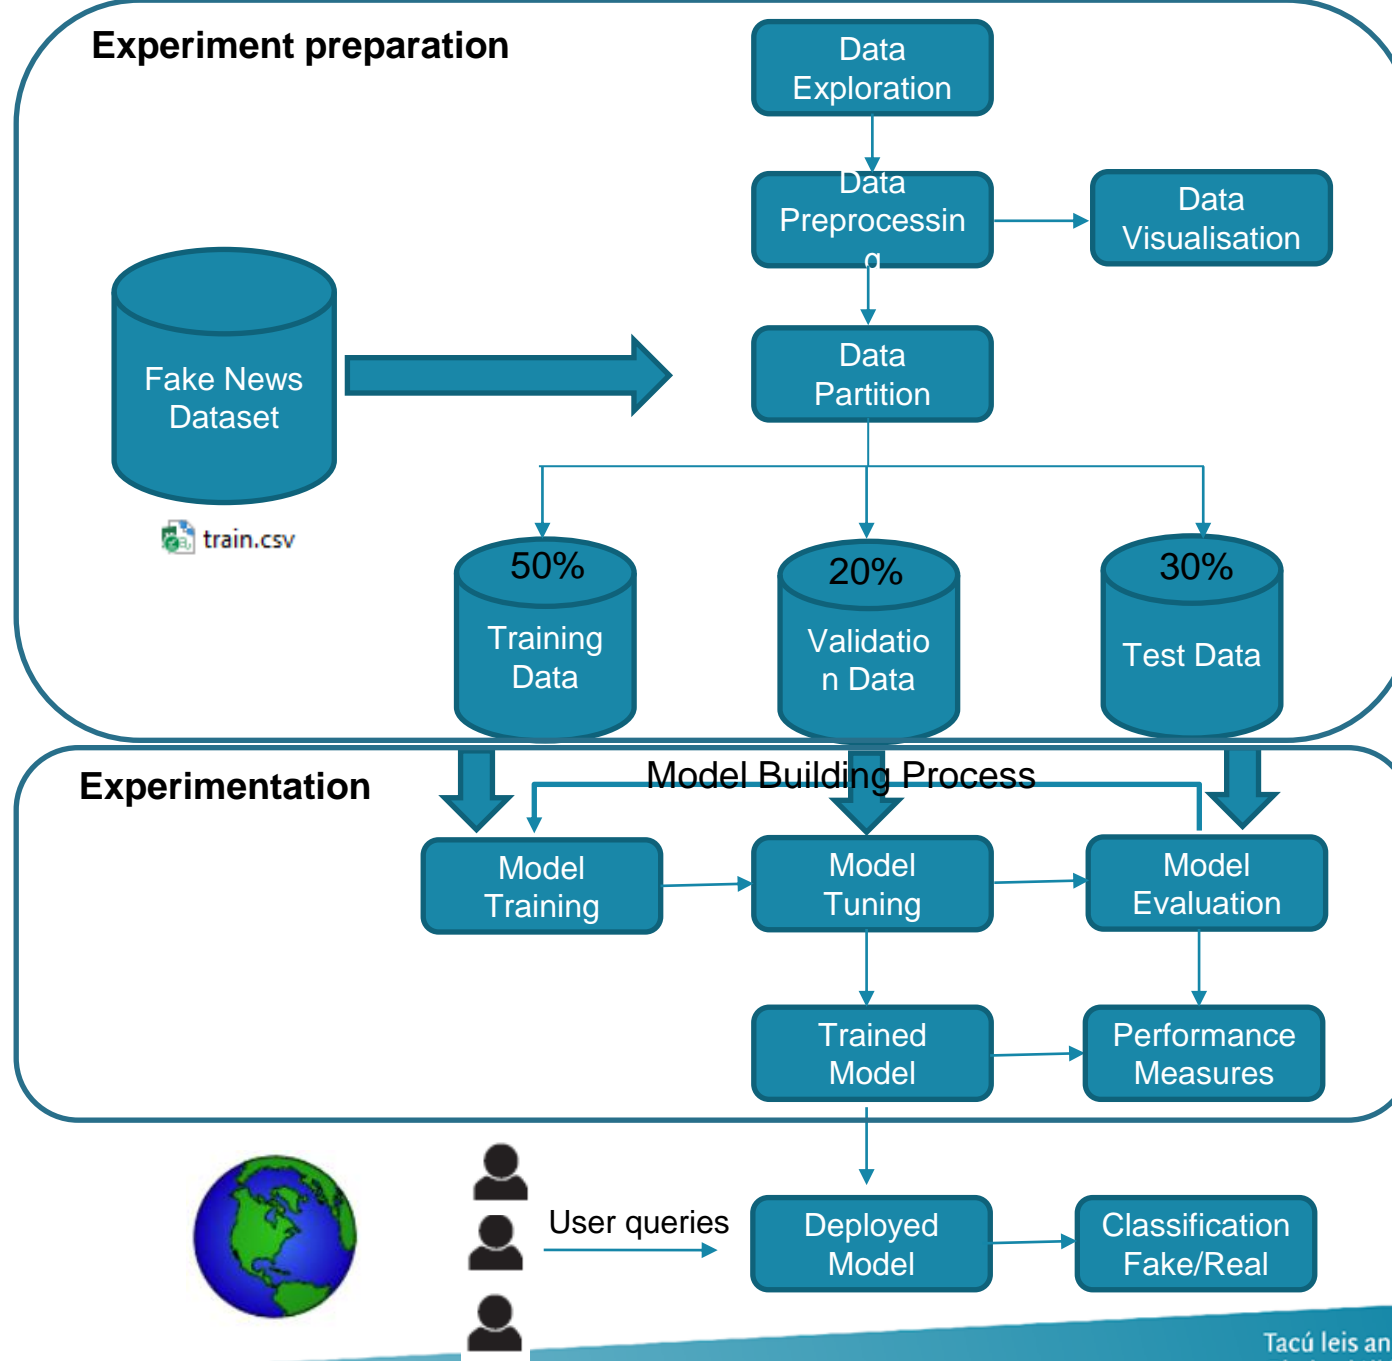 Experiment preparation
Data
Exploration
Data
Preprocessin
g
Data
Visualisation
Fake News
Dataset
train.csv
Data
Partition
50%
Training
Data
20%
Validatio
n Data
30%
Test Data
Experimentation
Model Building Process
Model
Training
Model
Tuning
Model
Evaluation
Trained
Model
Performance
Measures
User queries
Deployed
Model
Classification
Fake/Real
Tacú leis an